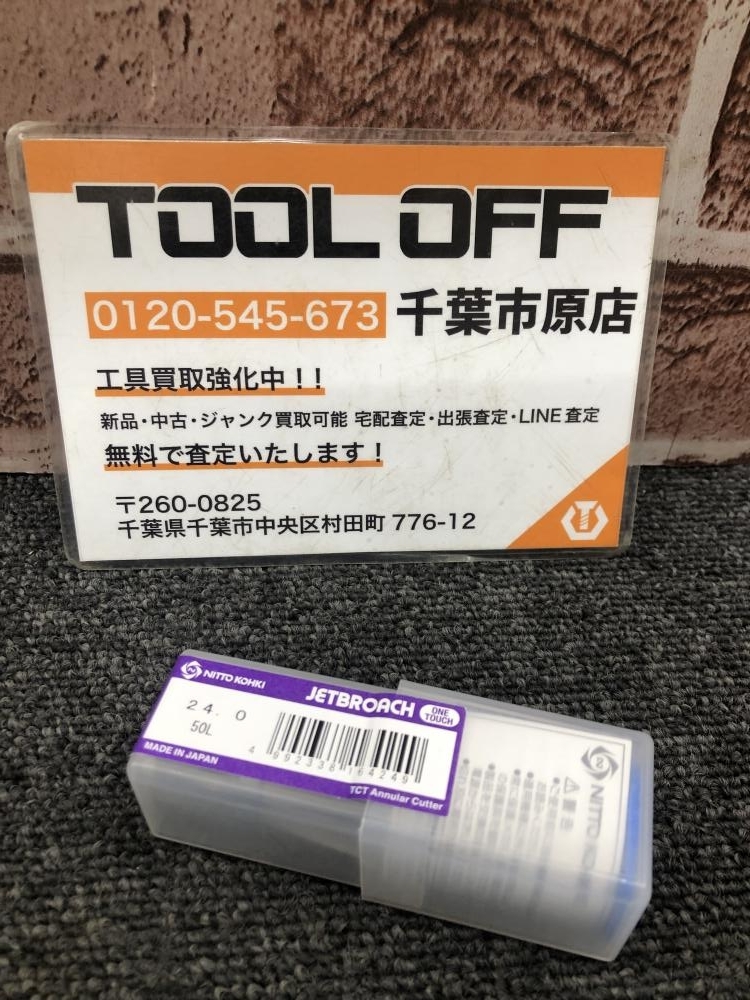 TOOL OFF
0120-545-673 千葉市原店
工具買取強化中！！
新品・中古・ジャンク買取可能 宅配査定・出張査定・LINE査定
無料で査定いたします！
〒260-0825
千葉県千葉市中央区村田町 776-12
NITTO KOHKI
JETBROACH ONE TOUCH
24.0
50L
4 992338 164249
MADE IN JAPAN
TCT Annular Cutter
NITTO KOHKI